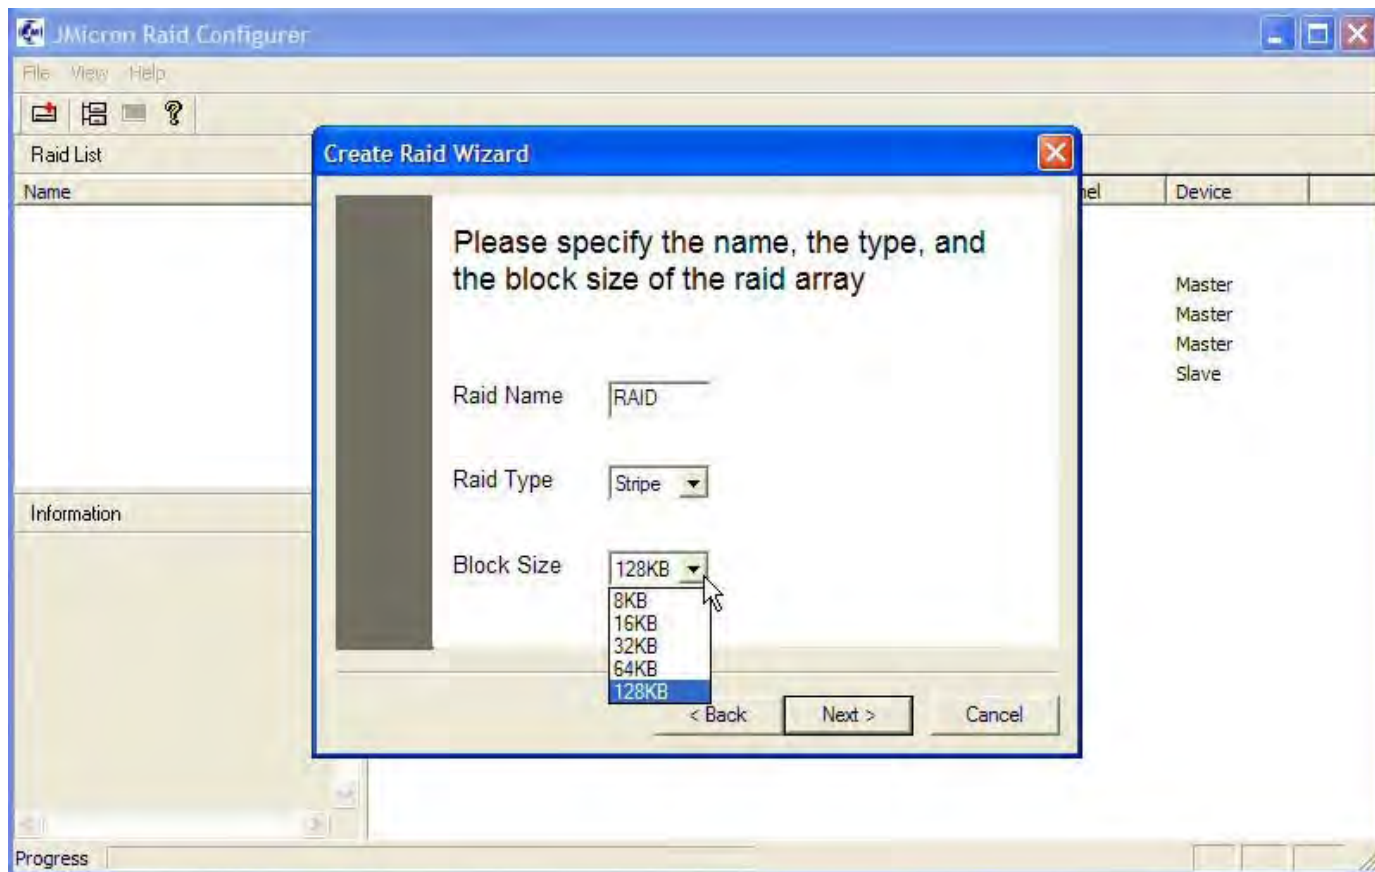 JMicron Raid Configurer
File View Help
Raid List
Name
Device
Master
Master
Master
Slave
Information
Create Raid Wizard
Please specify the name, the type, and
the block size of the raid array
Raid Name RAID
Raid Type Stripe
Block Size 128KB
8KB
16KB
32KB
64KB
128KB
< Back Next > Cancel
Progress